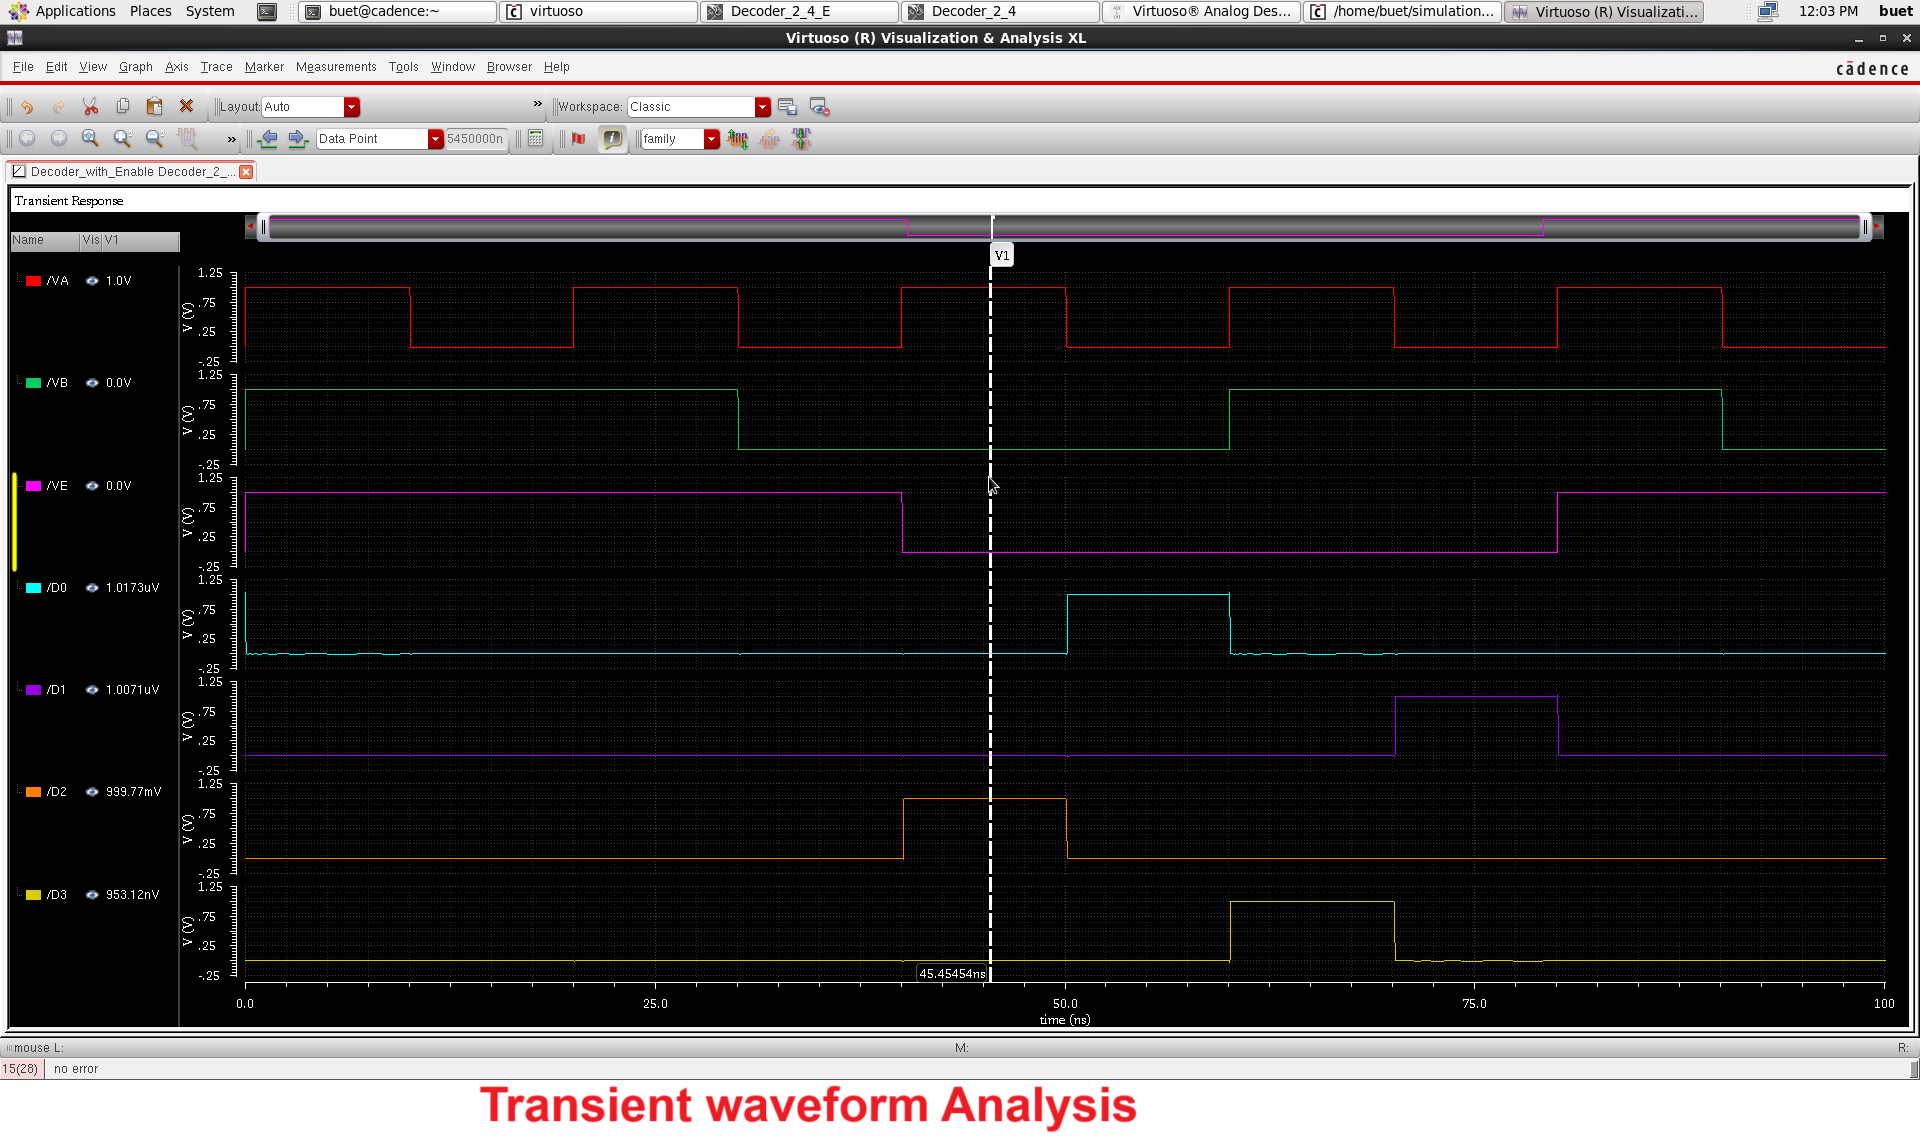 Applications Places System buet@cadence:~ virtuoso Decoder_2_4_E Decoder_2_4 Virtuoso® Analog Des... /home/buet/simulation... Virtuoso (R) Visualizati... 12:03 PM buet
Virtuoso (R) Visualization & Analysis XL
File Edit View Graph Axis Trace Marker Measurements Tools Window Browser Help cādence
Layout: Auto » Workspace: Classic
» Data Point 5450000n family
Decoder_with_Enable Decoder_2_...
Transient Response
Name Vis V1
V1
/VA 1.0V
V (V)
1.25
.75
.25
-.25
/VB 0.0V
V (V)
1.25
.75
.25
-.25
/VE 0.0V
V (V)
1.25
.75
.25
-.25
/D0 1.0173uV
V (V)
1.25
.75
.25
-.25
/D1 1.0071uV
V (V)
1.25
.75
.25
-.25
/D2 999.77mV
V (V)
1.25
.75
.25
-.25
/D3 953.12nV
V (V)
1.25
.75
.25
-.25
45.45454ns
0.0 25.0 50.0 75.0 100
time (ns)
mouse L: M: R:
15(28) no error
Transient waveform Analysis